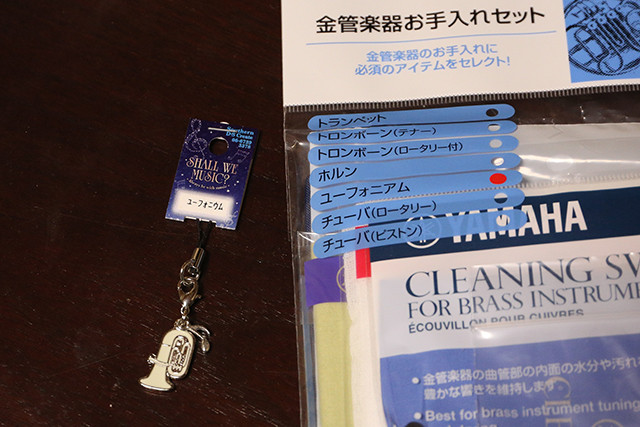 Southern
D's Create
SHALL WE
MUSIC?
ユーフォニウム
金管楽器お手入れセット
金管楽器のお手入れに
必須のアイテムをセレクト!
トランペット
トロンボーン(テナー)
トロンボーン(ロータリー付)
ホルン
ユーフォニアム
チューバ(ロータリー)
チューバ(ピストン)
YAMAHA
CLEANING SW
FOR BRASS INSTRUME
ÉCOUVILLON POUR CUIVRES
●金管楽器の曲管部の内面の水分や汚れ
豊かな響きを維持します。
●Best for brass instrument tuning